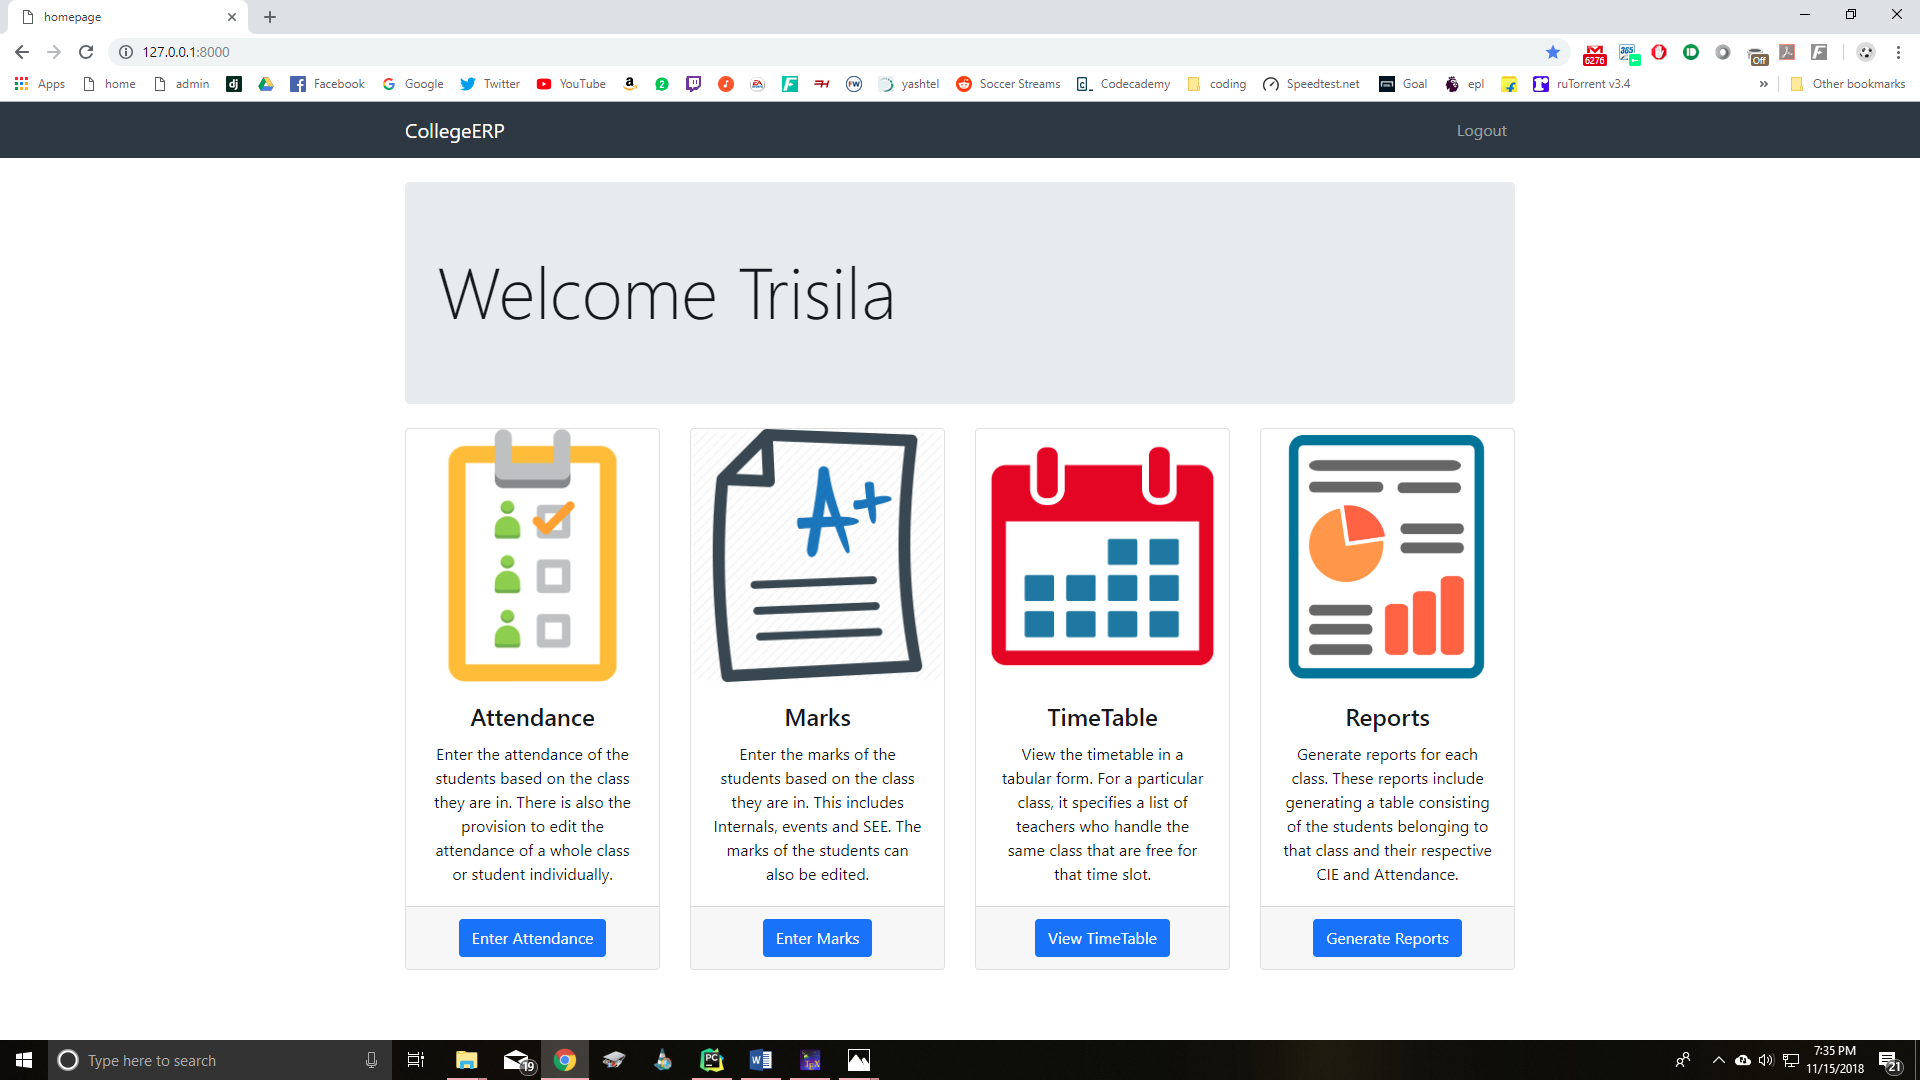 homepage
127.0.0.1:8000
6276
365
Off
Apps
home
admin
dj
Facebook
Google
Twitter
YouTube
yashtel
Soccer Streams
Codecademy
coding
Speedtest.net
Goal
epl
ruTorrent v3.4
»
Other bookmarks
CollegeERP
Logout
Welcome Trisila
A+
Attendance
Enter the attendance of the
students based on the class
they are in. There is also the
provision to edit the
attendance of a whole class
or student individually.
Enter Attendance
Marks
Enter the marks of the
students based on the class
they are in. This includes
Internals, events and SEE. The
marks of the students can
also be edited.
Enter Marks
TimeTable
View the timetable in a
tabular form. For a particular
class, it specifies a list of
teachers who handle the
same class that are free for
that time slot.
View TimeTable
Reports
Generate reports for each
class. These reports include
generating a table consisting
of the students belonging to
that class and their respective
CIE and Attendance.
Generate Reports
Type here to search
19
PC
W
7:35 PM
11/15/2018
21